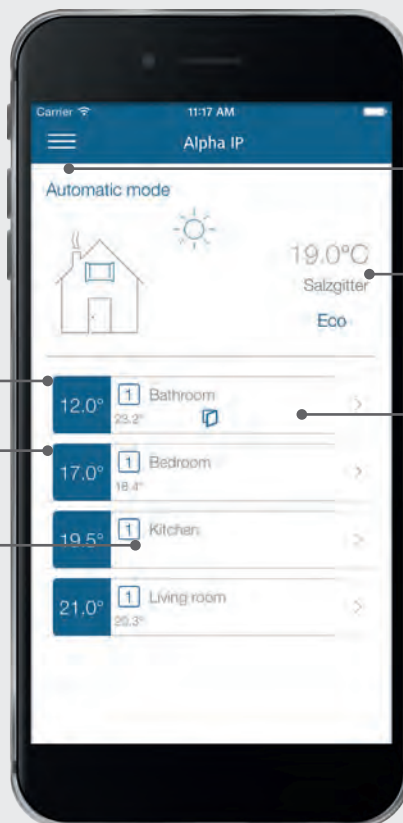 Carrier 11:17 AM
Alpha IP
Automatic mode
19.0°C
Salzgitter
Eco
12.0° 1 Bathroom
23.2°
17.0° 1 Bedroom
18.4°
19.5° 1 Kitchen
21.0° 1 Living room
20.3°